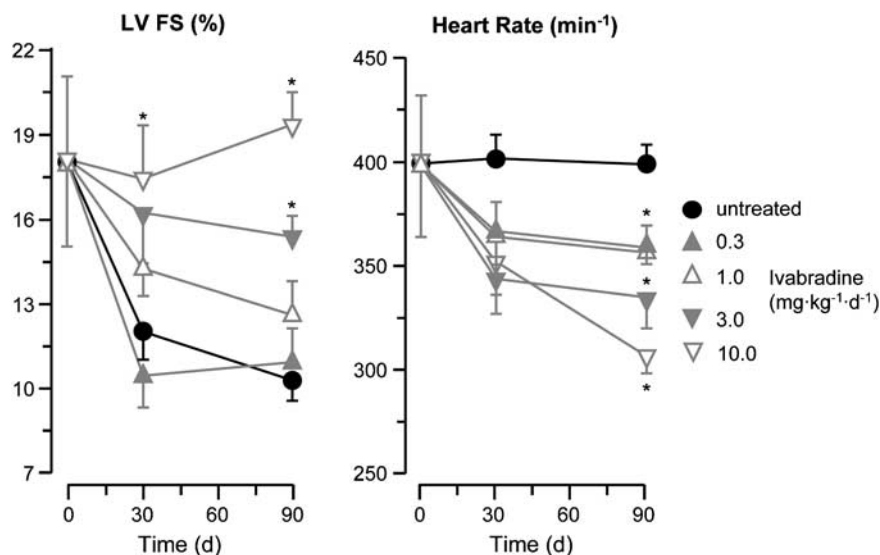 LV FS (%)
22
19
16
13
10
7
0 30 60 90
Time (d)
*
*
*
Heart Rate (min⁻¹)
450
400
350
300
250
0 30 60 90
Time (d)
*
*
*
untreated
0.3
1.0
3.0
10.0
Ivabradine
(mg·kg⁻¹·d⁻¹)